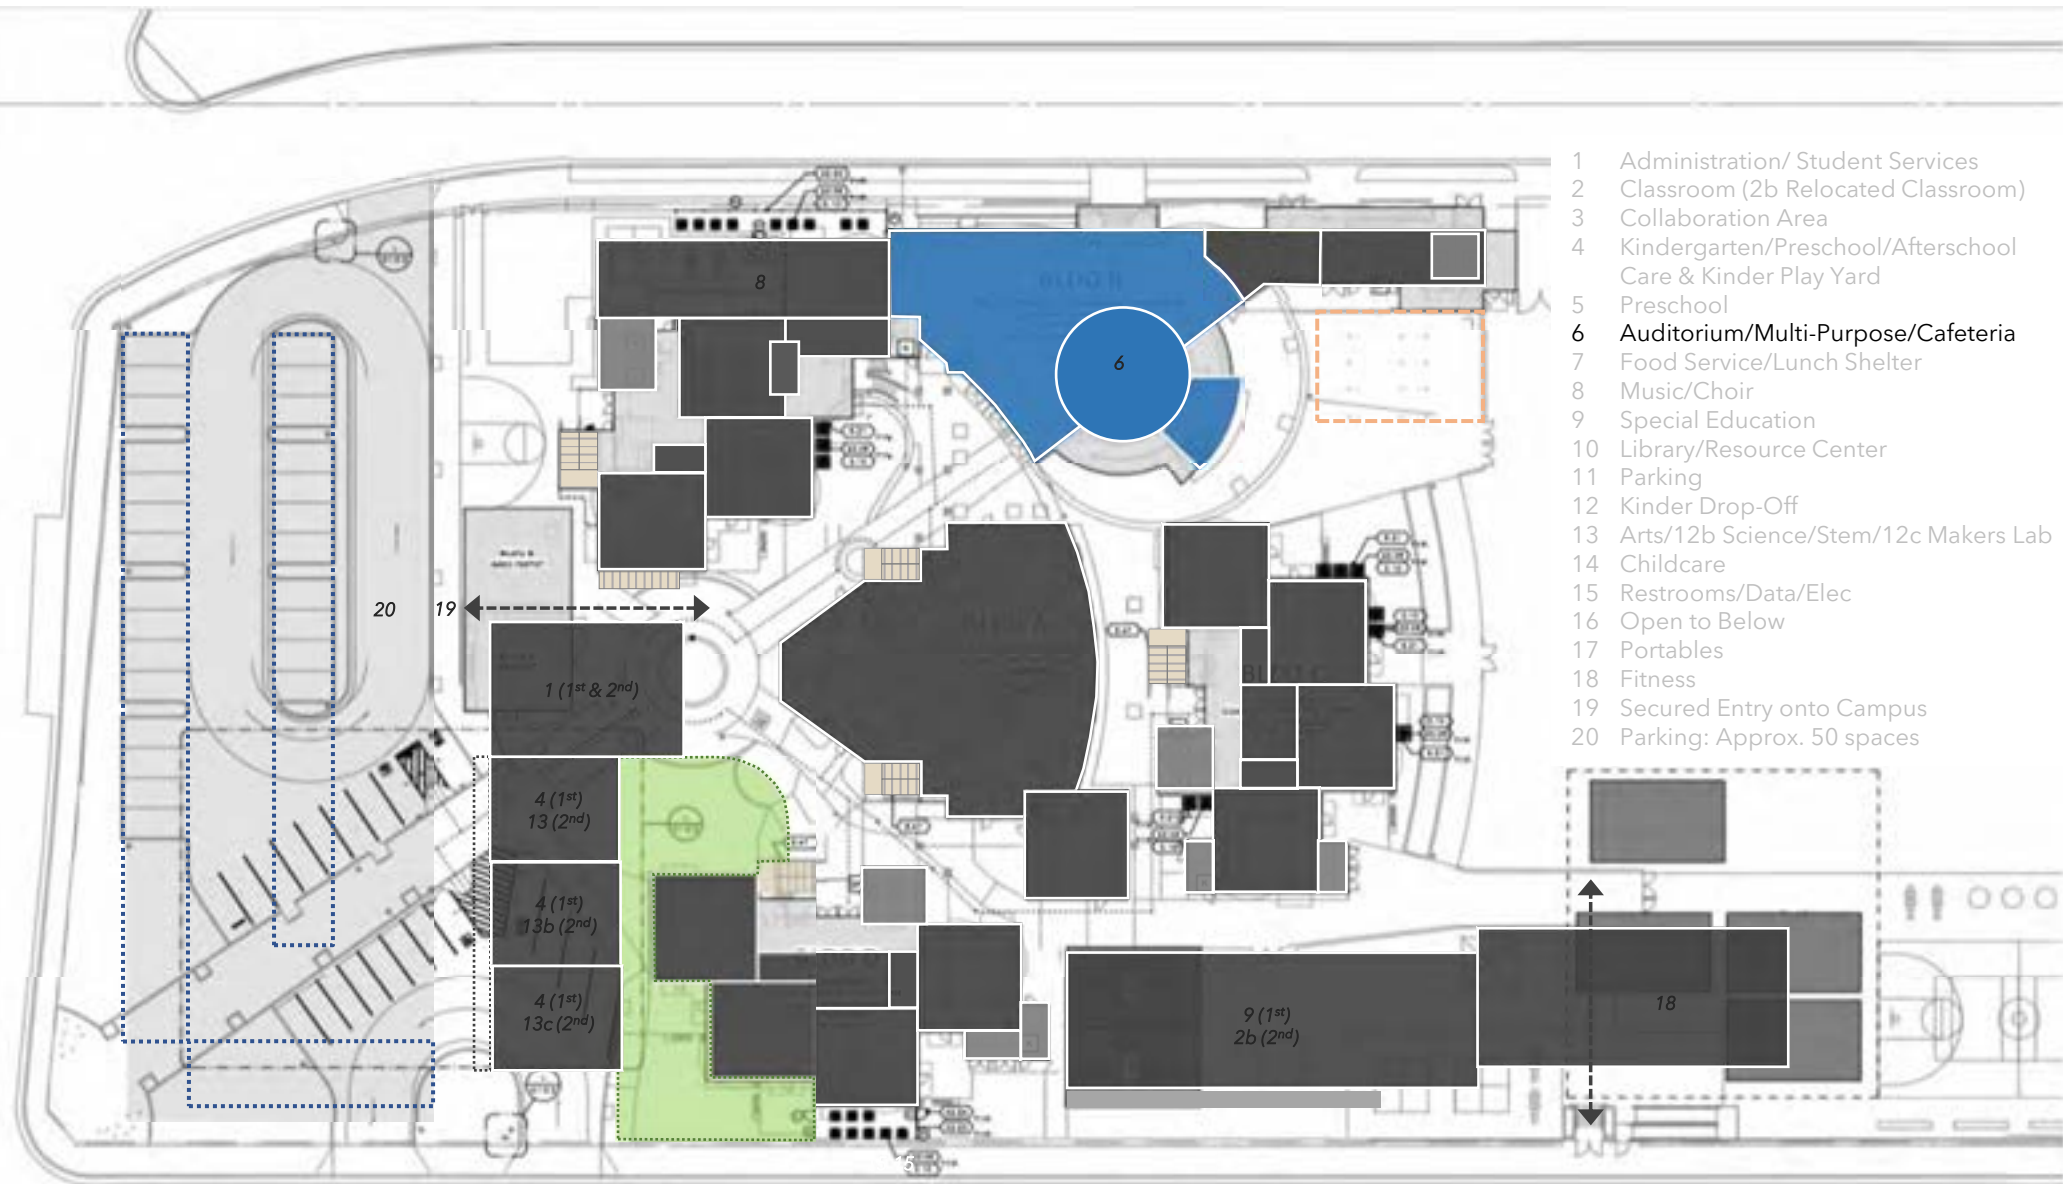 1 Administration/ Student Services
2 Classroom (2b Relocated Classroom)
3 Collaboration Area
4 Kindergarten/Preschool/Afterschool
Care & Kinder Play Yard
5 Preschool
6 Auditorium/Multi-Purpose/Cafeteria
7 Food Service/Lunch Shelter
8 Music/Choir
9 Special Education
10 Library/Resource Center
11 Parking
12 Kinder Drop-Off
13 Arts/12b Science/Stem/12c Makers Lab
14 Childcare
15 Restrooms/Data/Elec
16 Open to Below
17 Portables
18 Fitness
19 Secured Entry onto Campus
20 Parking: Approx. 50 spaces
8
BLDG B
6
20
19
1 (1st & 2nd)
BLDG C
4 (1st)
13 (2nd)
4 (1st)
13b (2nd)
4 (1st)
13c (2nd)
9 (1st)
2b (2nd)
18
15